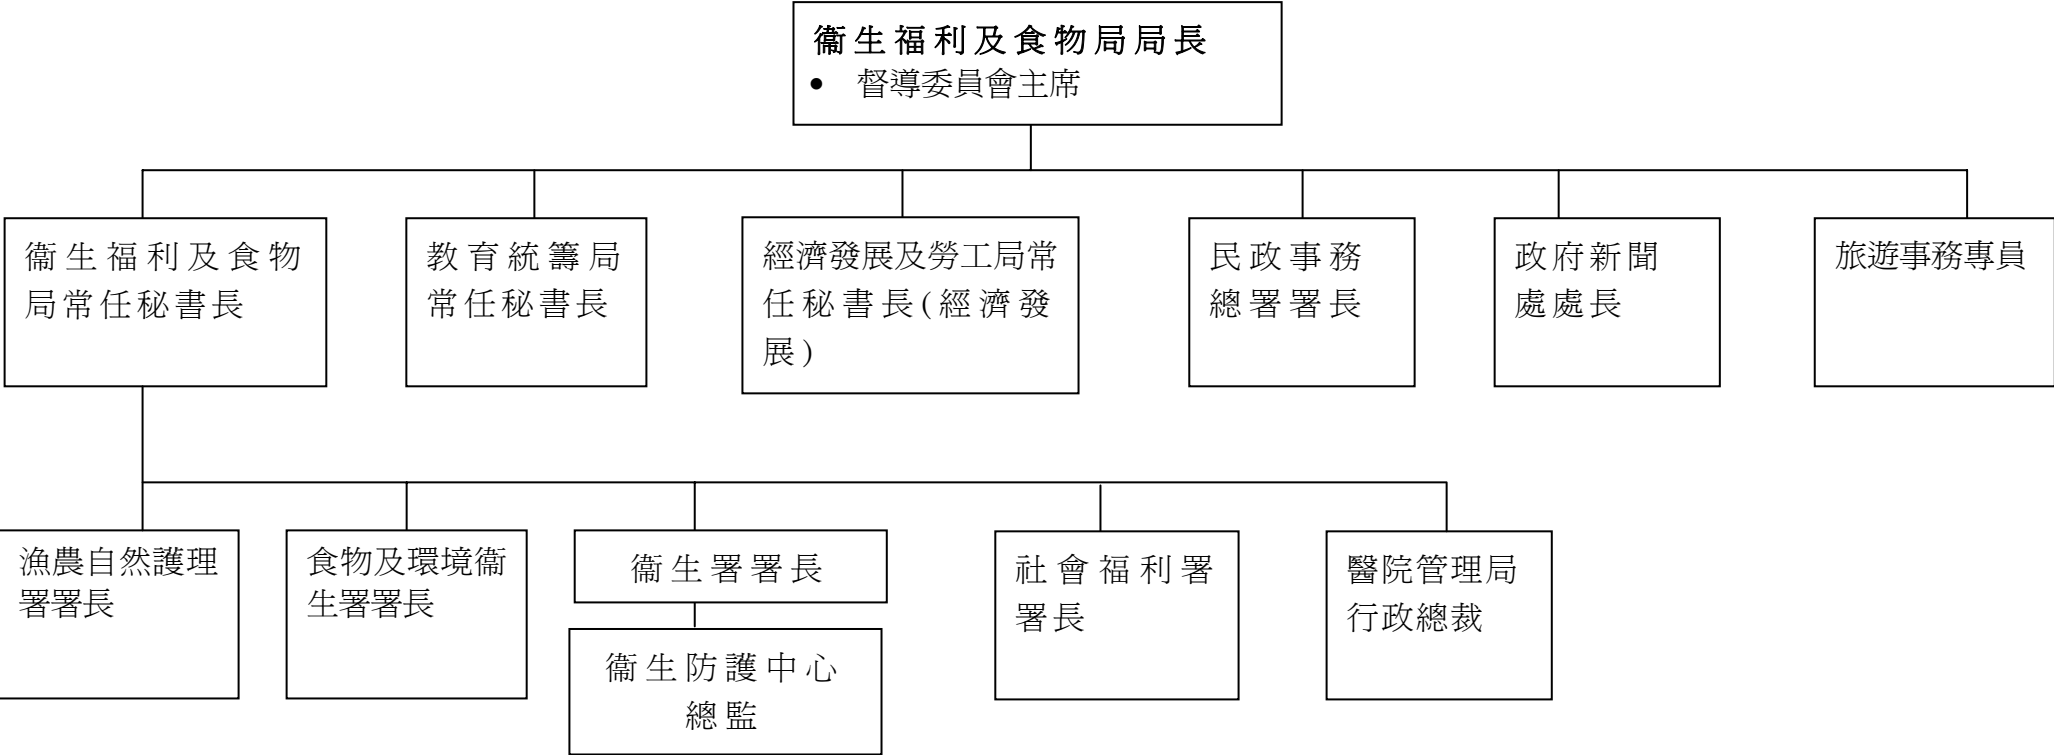 衞生福利及食物局局長
• 督導委員會主席
衞生福利及食物
局常任秘書長
教育統籌局
常任秘書長
經濟發展及勞工局常
任秘書長(經濟發
展)
民政事務
總署署長
政府新聞
處處長
旅遊事務專員
漁農自然護理
署署長
食物及環境衞
生署署長
衞生署署長
衞生防護中心
總監
社會福利署
署長
醫院管理局
行政總裁